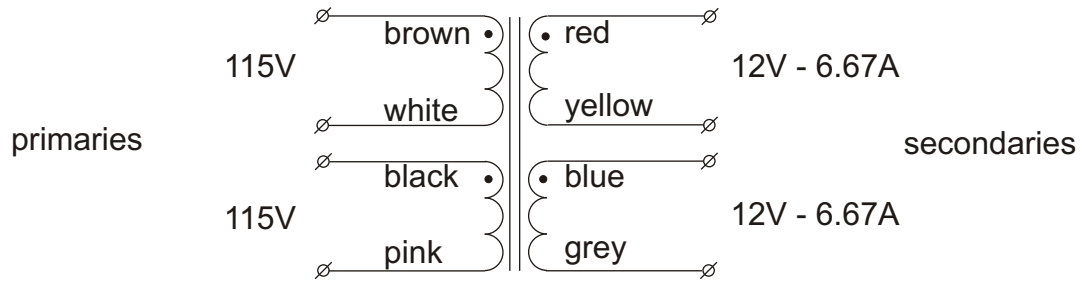 brown
red
115V
12V - 6.67A
white
yellow
primaries
secondaries
black
blue
115V
12V - 6.67A
pink
grey